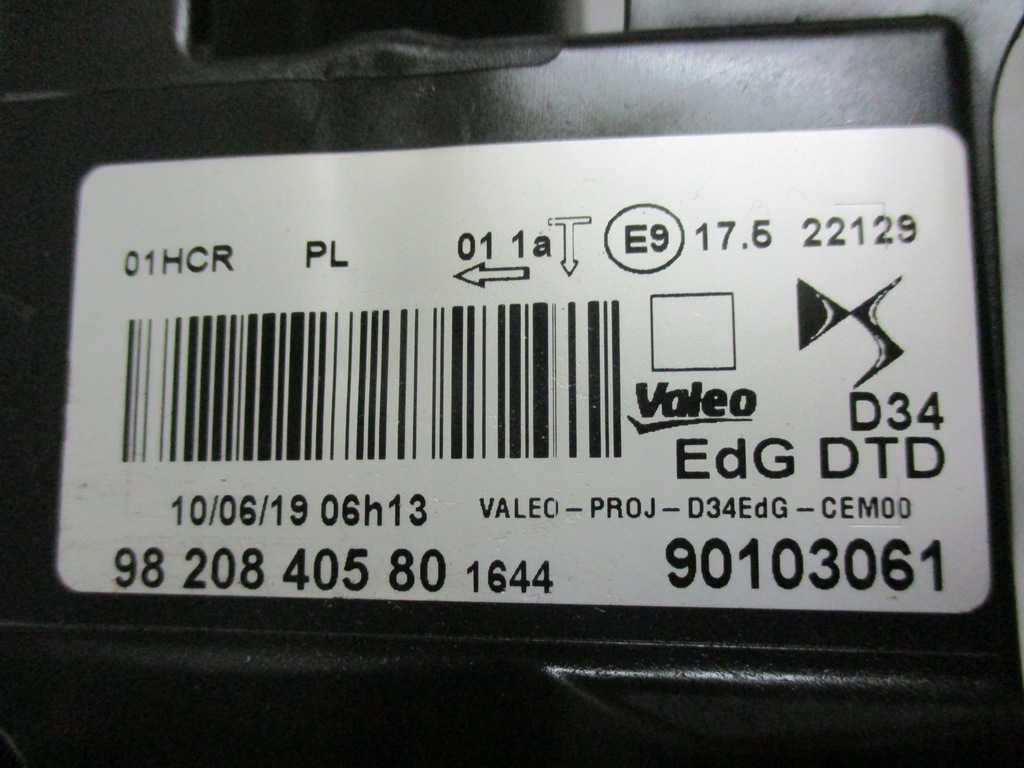 01HCR PL 01 1a E9 17.5 22129
Valeo
D34
EdG DTD
10/06/19 06h13 VALEO-PROJ-D34EdG-CEM00
98 208 405 80 1644 90103061